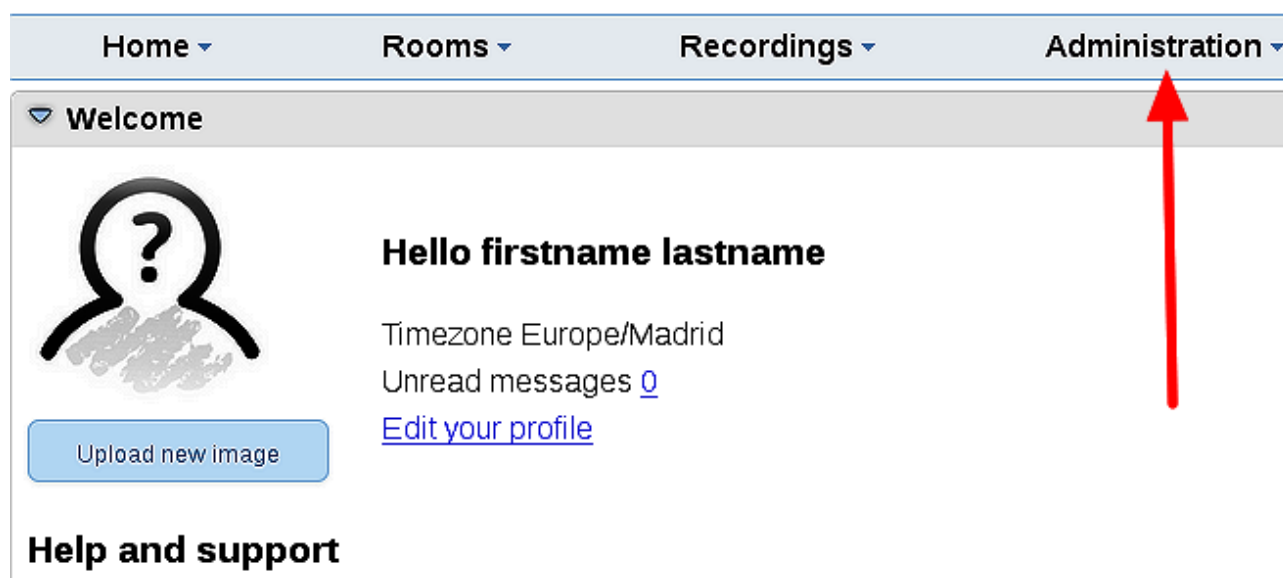 Home Rooms Recordings Administration
Welcome
?
Hello firstname lastname
Timezone Europe/Madrid
Unread messages 0
Edit your profile
Upload new image
Help and support